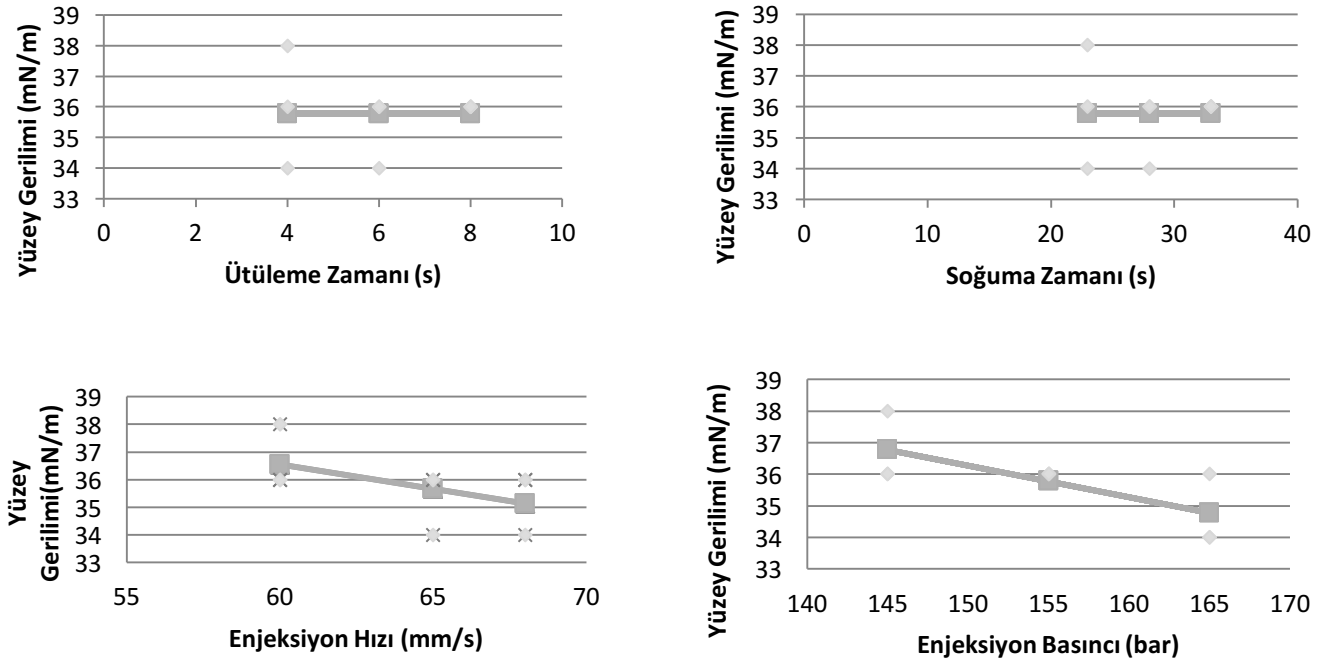 Yüzey Gerilimi (mN/m)
39
38
37
36
35
34
33
0 2 4 6 8 10
Ütüleme Zamanı (s)
Yüzey Gerilimi (mN/m)
39
38
37
36
35
34
33
0 10 20 30 40
Soğuma Zamanı (s)
Yüzey
Gerilimi(mN/m)
39
38
37
36
35
34
33
55 60 65 70
Enjeksiyon Hızı (mm/s)
Yüzey Gerilimi (mN/m)
39
38
37
36
35
34
33
140 145 150 155 160 165 170
Enjeksiyon Basıncı (bar)